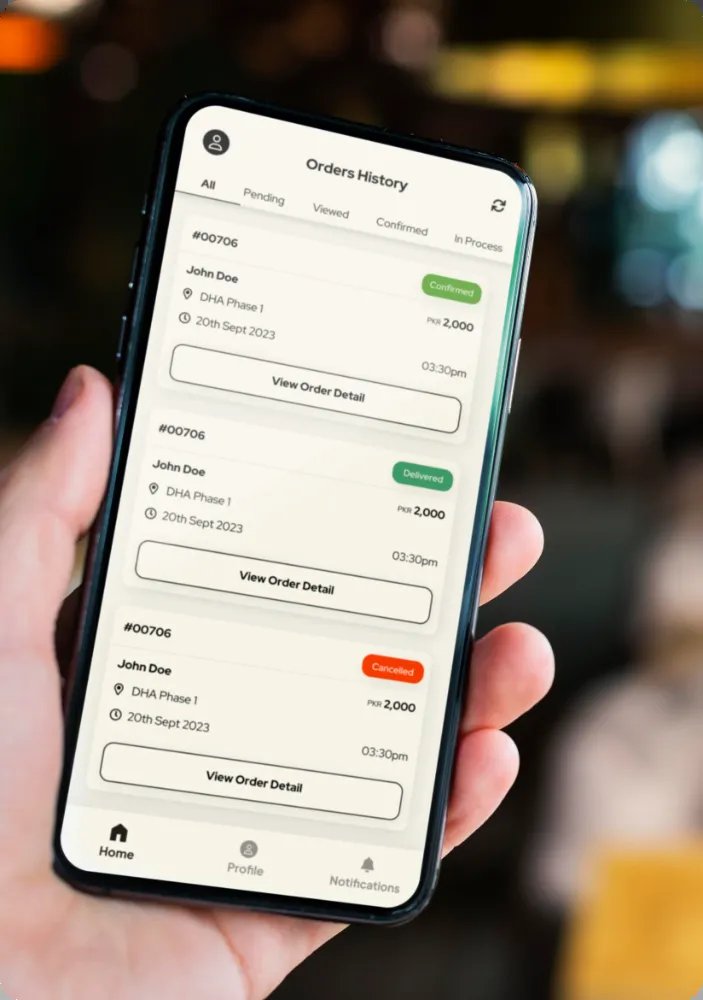 Orders History
All Pending Viewed Confirmed In Process
#00706
John Doe Confirmed
DHA Phase 1 PKR 2,000
20th Sept 2023 03:30pm
View Order Detail
#00706
John Doe Delivered
DHA Phase 1 PKR 2,000
20th Sept 2023 03:30pm
View Order Detail
#00706
John Doe Cancelled
DHA Phase 1 PKR 2,000
20th Sept 2023 03:30pm
View Order Detail
Home Profile Notifications